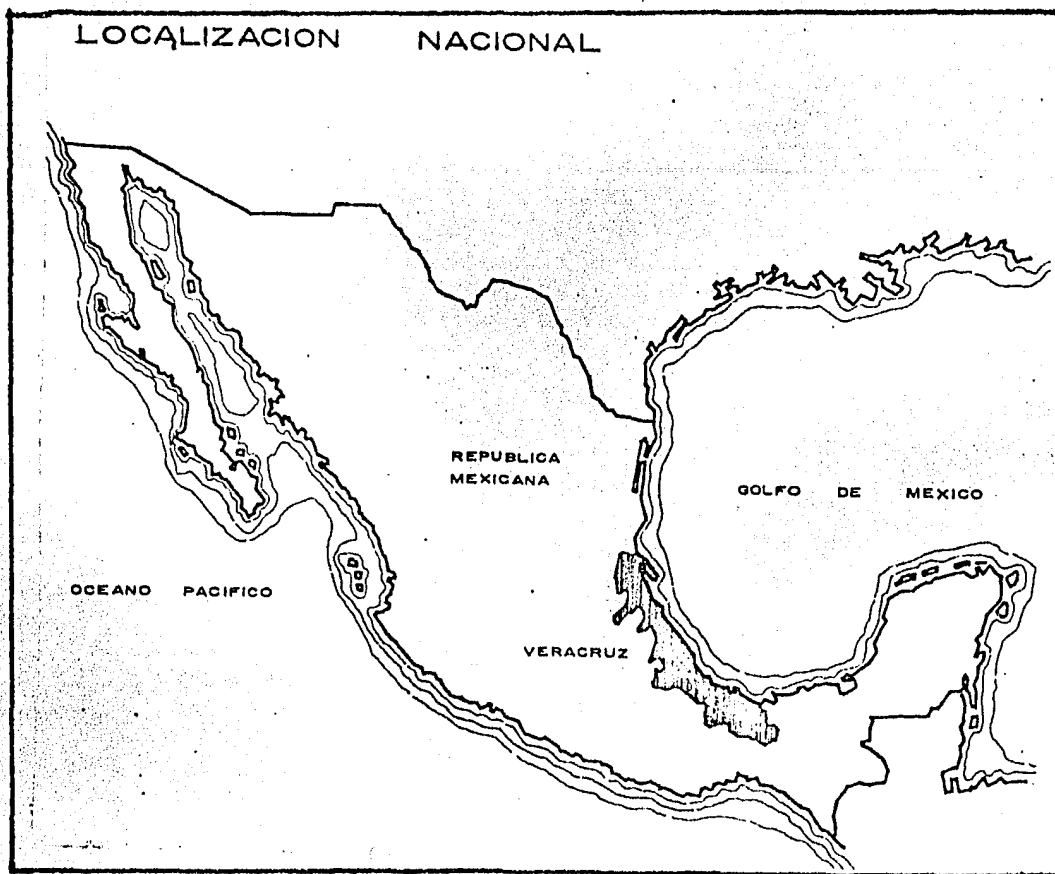 LOCALIZACION NACIONAL
REPUBLICA
MEXICANA
GOLFO DE MEXICO
OCEANO PACIFICO
VERACRUZ